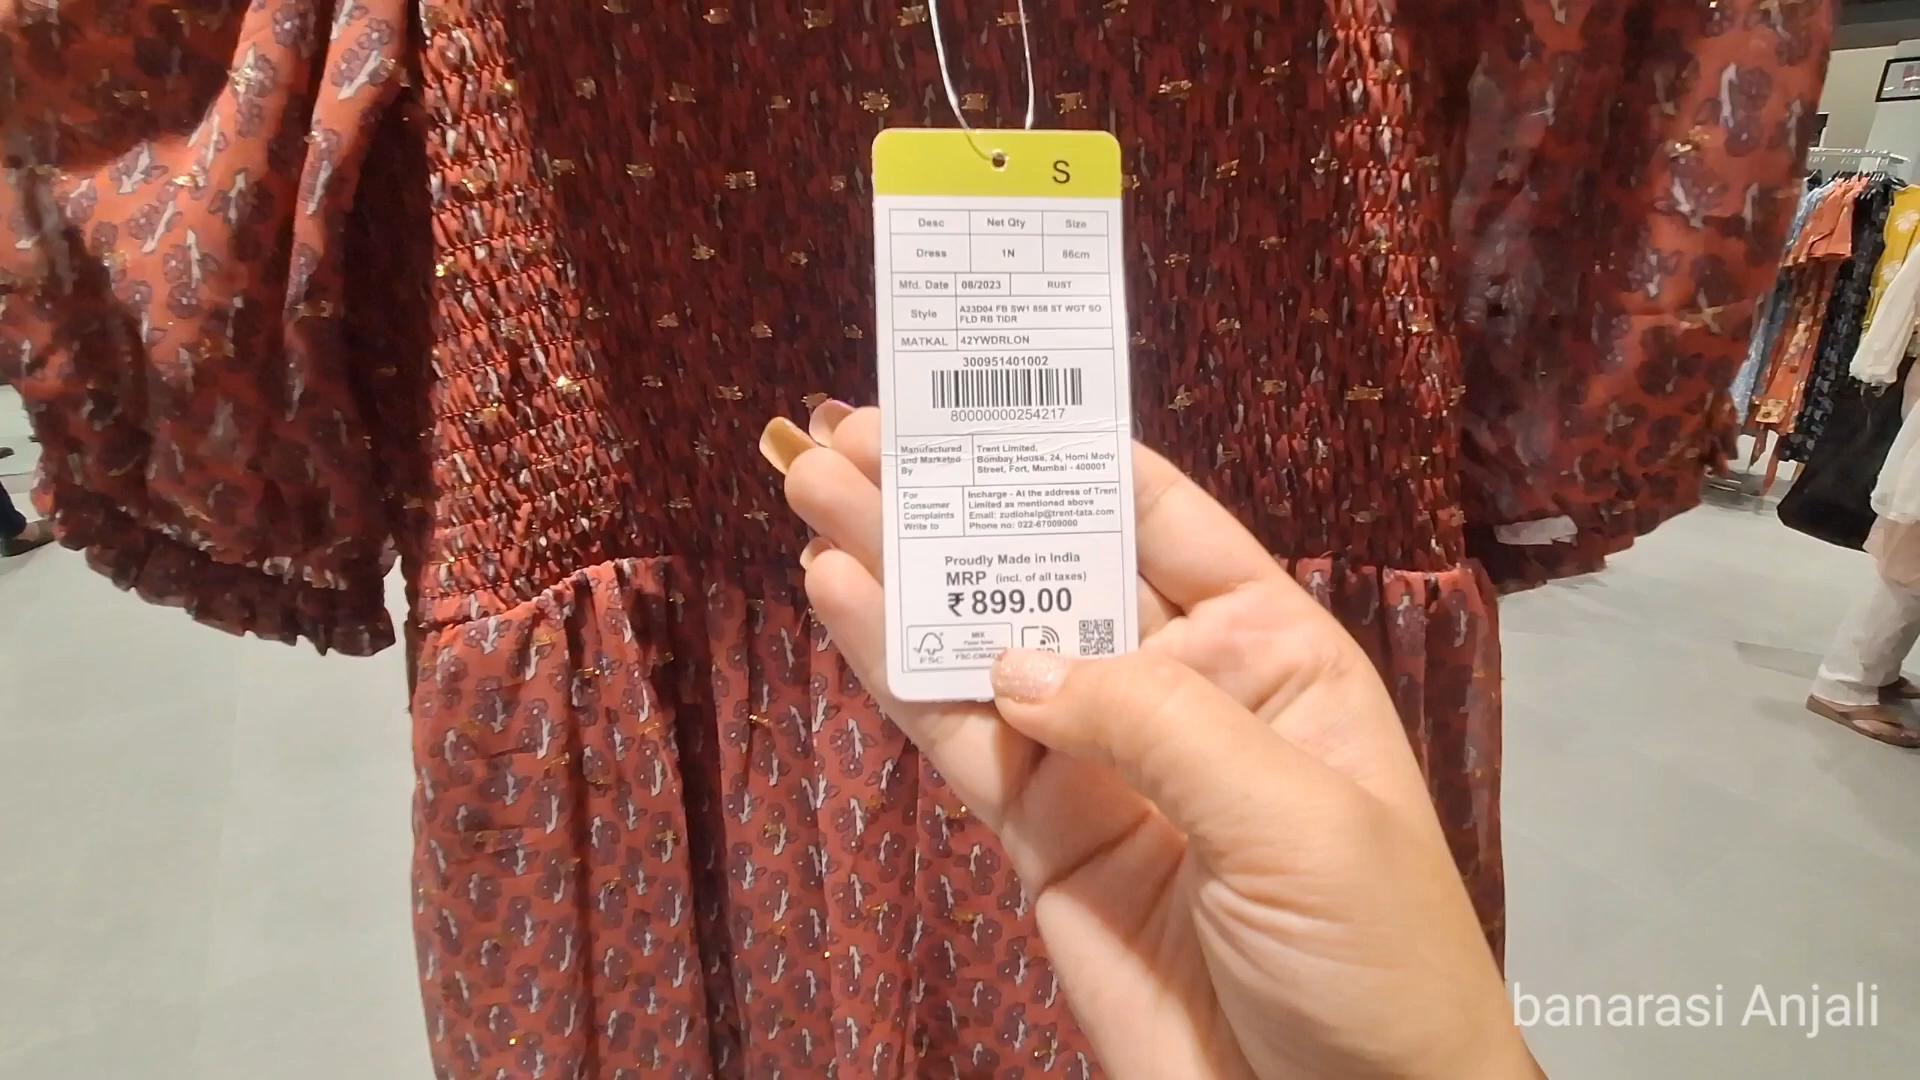 S
Desc Net Qty Size
Dress 1N 86cm
Mfd. Date 08/2023 RUST
Style A23D04 FB SW1 858 ST WGT SO
FLD RB TIDR
MATKAL 42YWDRLON
300951401002
80000000254217
Manufactured and Marketed By
Trent Limited,
Bombay House, 24, Homi Mody
Street, Fort, Mumbai - 400001
For Consumer Complaints Write to
Incharge - At the address of Trent
Limited as mentioned above
Email: zudiohelp@trent-tata.com
Phone no: 022-67009000
Proudly Made in India
MRP (incl. of all taxes)
₹899.00
FSC
MIX
banarasi Anjali